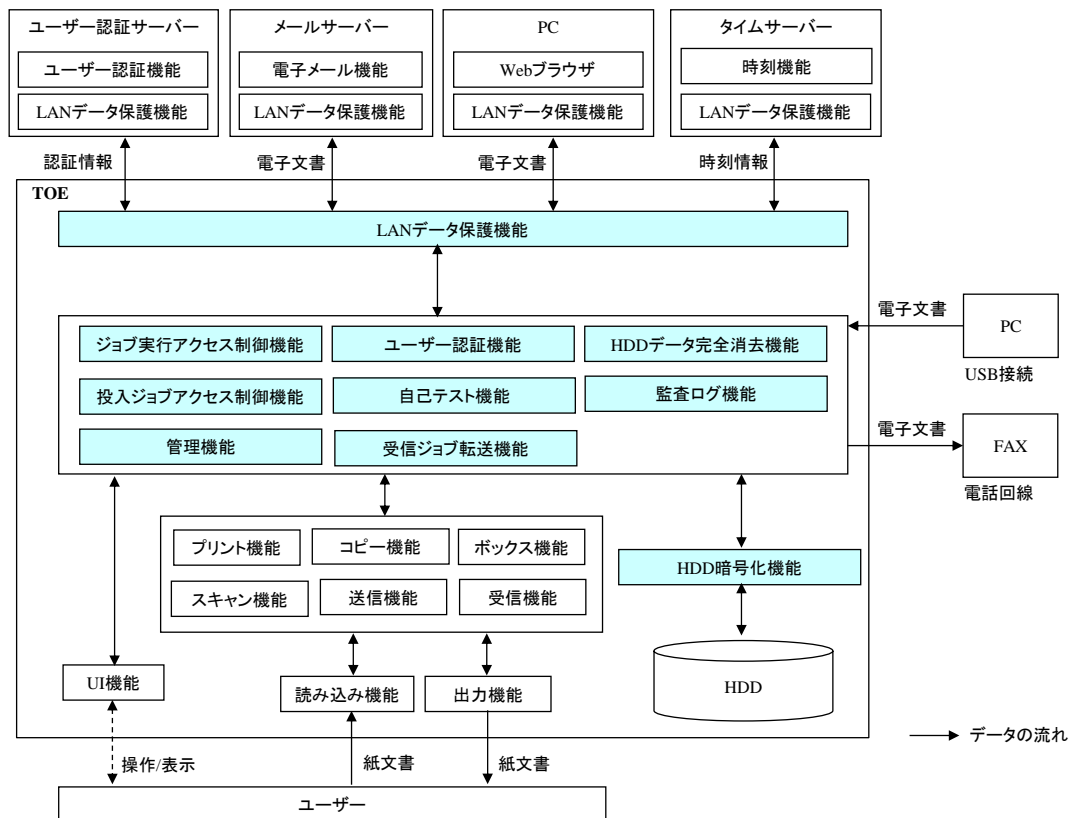 ユーザー認証サーバー
ユーザー認証機能
LANデータ保護機能
メールサーバー
電子メール機能
LANデータ保護機能
PC
Webブラウザ
LANデータ保護機能
タイムサーバー
時刻機能
LANデータ保護機能
認証情報
電子文書
電子文書
時刻情報
TOE
LANデータ保護機能
ジョブ実行アクセス制御機能
ユーザー認証機能
HDDデータ完全消去機能
投入ジョブアクセス制御機能
自己テスト機能
監査ログ機能
管理機能
受信ジョブ転送機能
電子文書
PC
USB接続
電子文書
FAX
電話回線
プリント機能
コピー機能
ボックス機能
スキャン機能
送信機能
受信機能
HDD暗号化機能
HDD
UI機能
読み込み機能
出力機能
データの流れ
操作/表示
紙文書
紙文書
ユーザー